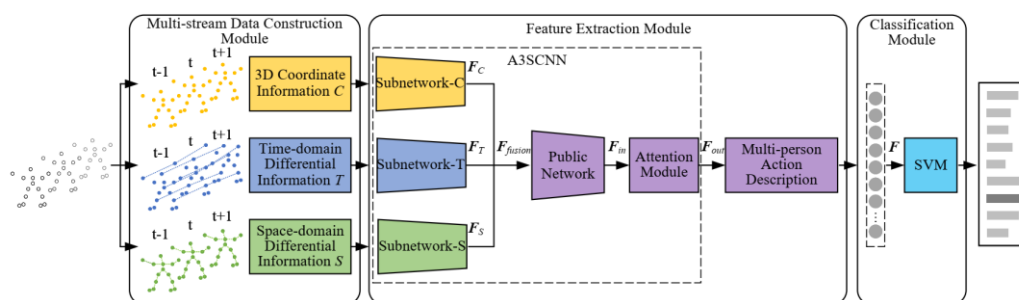 Multi-stream Data Construction
Module
Feature Extraction Module
Classification
Module
A3SCNN
t-1
t
t+1
3D Coordinate
Information C
Subnetwork-C
F_C
t-1
t
t+1
Time-domain
Differential
Information T
Subnetwork-T
F_T
F_fusion
Public
Network
F_in
Attention
Module
F_out
Multi-person
Action
Description
F
SVM
t-1
t
t+1
Space-domain
Differential
Information S
Subnetwork-S
F_S